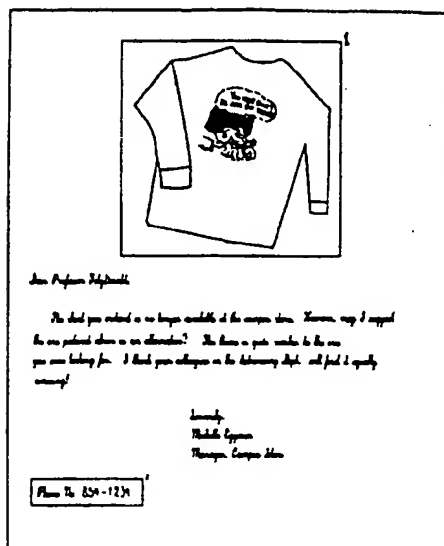 Dear Professor
The shirt you ordered is no longer available at the campus store. However, may I suggest
the one pictured above as an alternative? The theme is quite similar to the one
you were looking for. I think your colleagues in the Dept. will find it equally
amusing!
Sincerely,
Michelle
Manager, Campus Store
Phone No. 854-1234